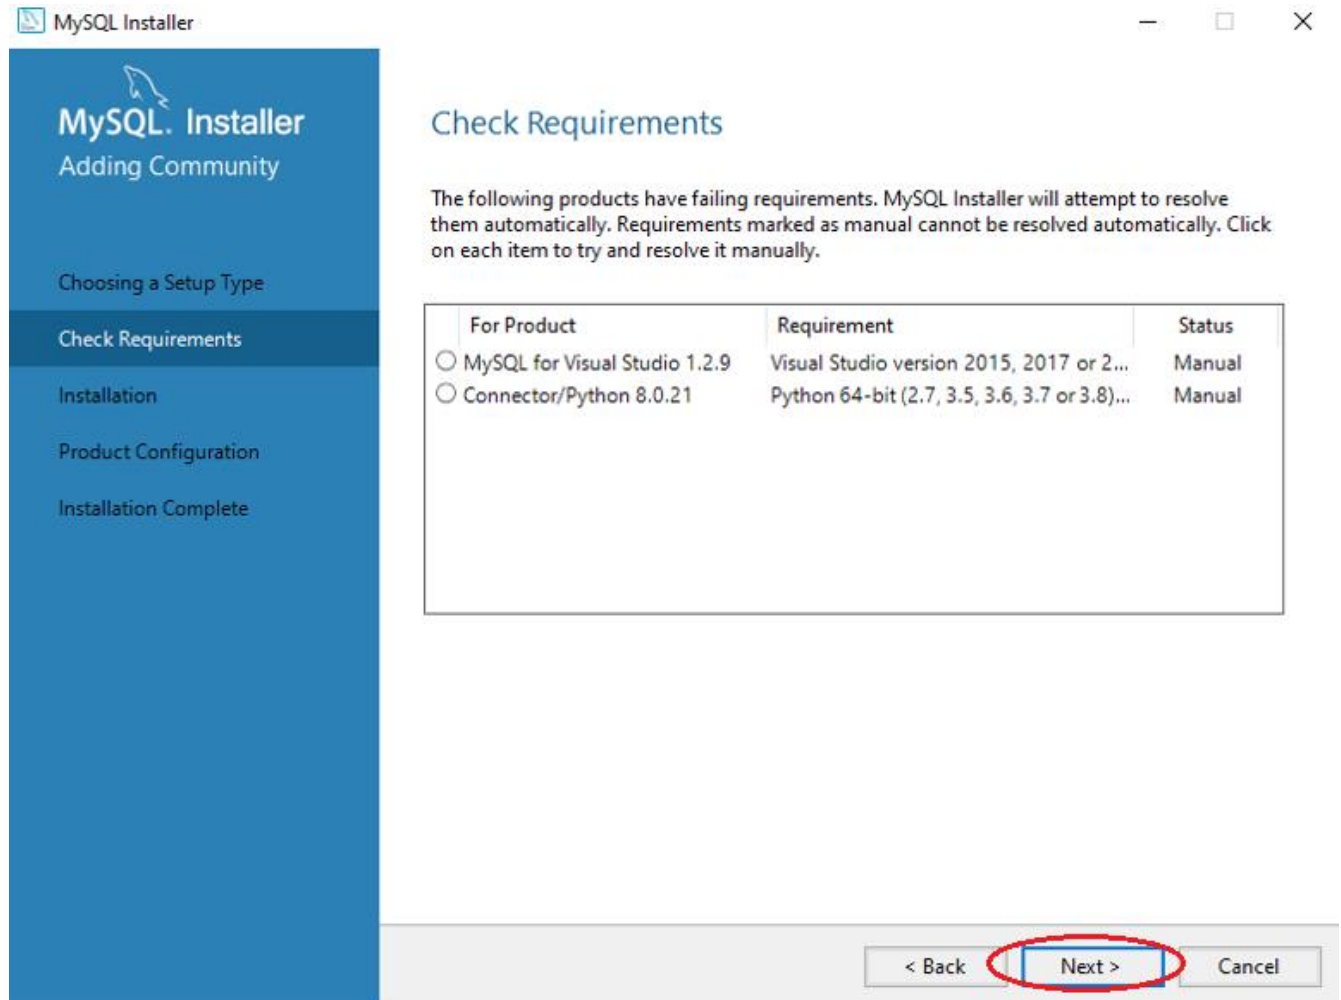 MySQL Installer
MySQL. Installer
Adding Community
Choosing a Setup Type
Check Requirements
Installation
Product Configuration
Installation Complete
Check Requirements
The following products have failing requirements. MySQL Installer will attempt to resolve
them automatically. Requirements marked as manual cannot be resolved automatically. Click
on each item to try and resolve it manually.
For Product Requirement Status
MySQL for Visual Studio 1.2.9 Visual Studio version 2015, 2017 or 2... Manual
Connector/Python 8.0.21 Python 64-bit (2.7, 3.5, 3.6, 3.7 or 3.8)... Manual
< Back Next > Cancel